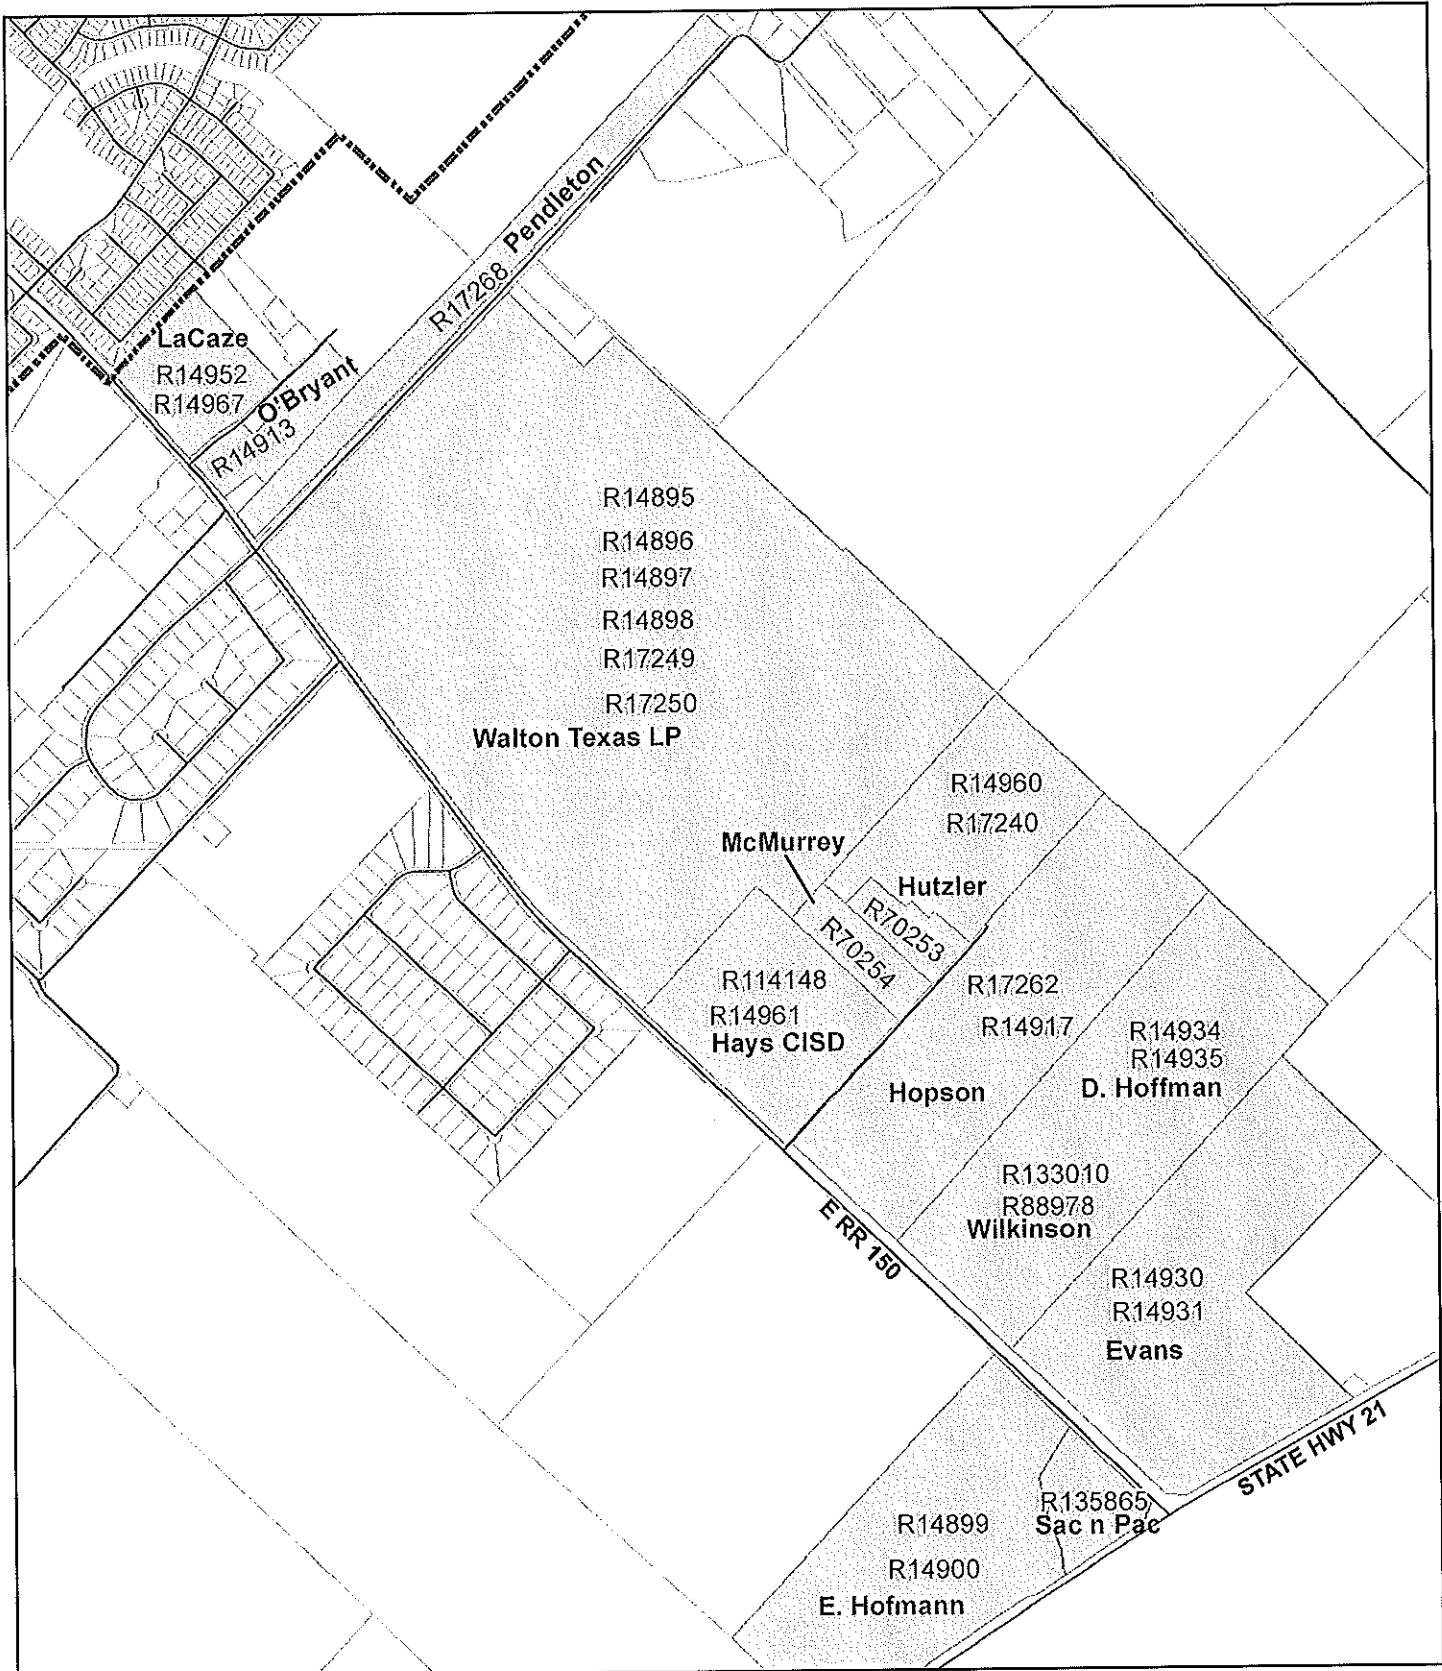 Pendleton
R17268
LaCaze
R14952
R14967
O'Bryant
R14913
R14895
R14896
R14897
R14898
R17249
R17250
Walton Texas LP
R14960
R17240
McMurrey
Hutzler
R70253
R70254
R114148
R14961
Hays CISD
R17262
R14917
Hopson
R14934
R14935
D. Hoffman
R133010
R88978
Wilkinson
E RR 150
R14930
R14931
Evans
STATE HWY 21
R135865
Sac n Pac
R14899
R14900
E. Hofmann